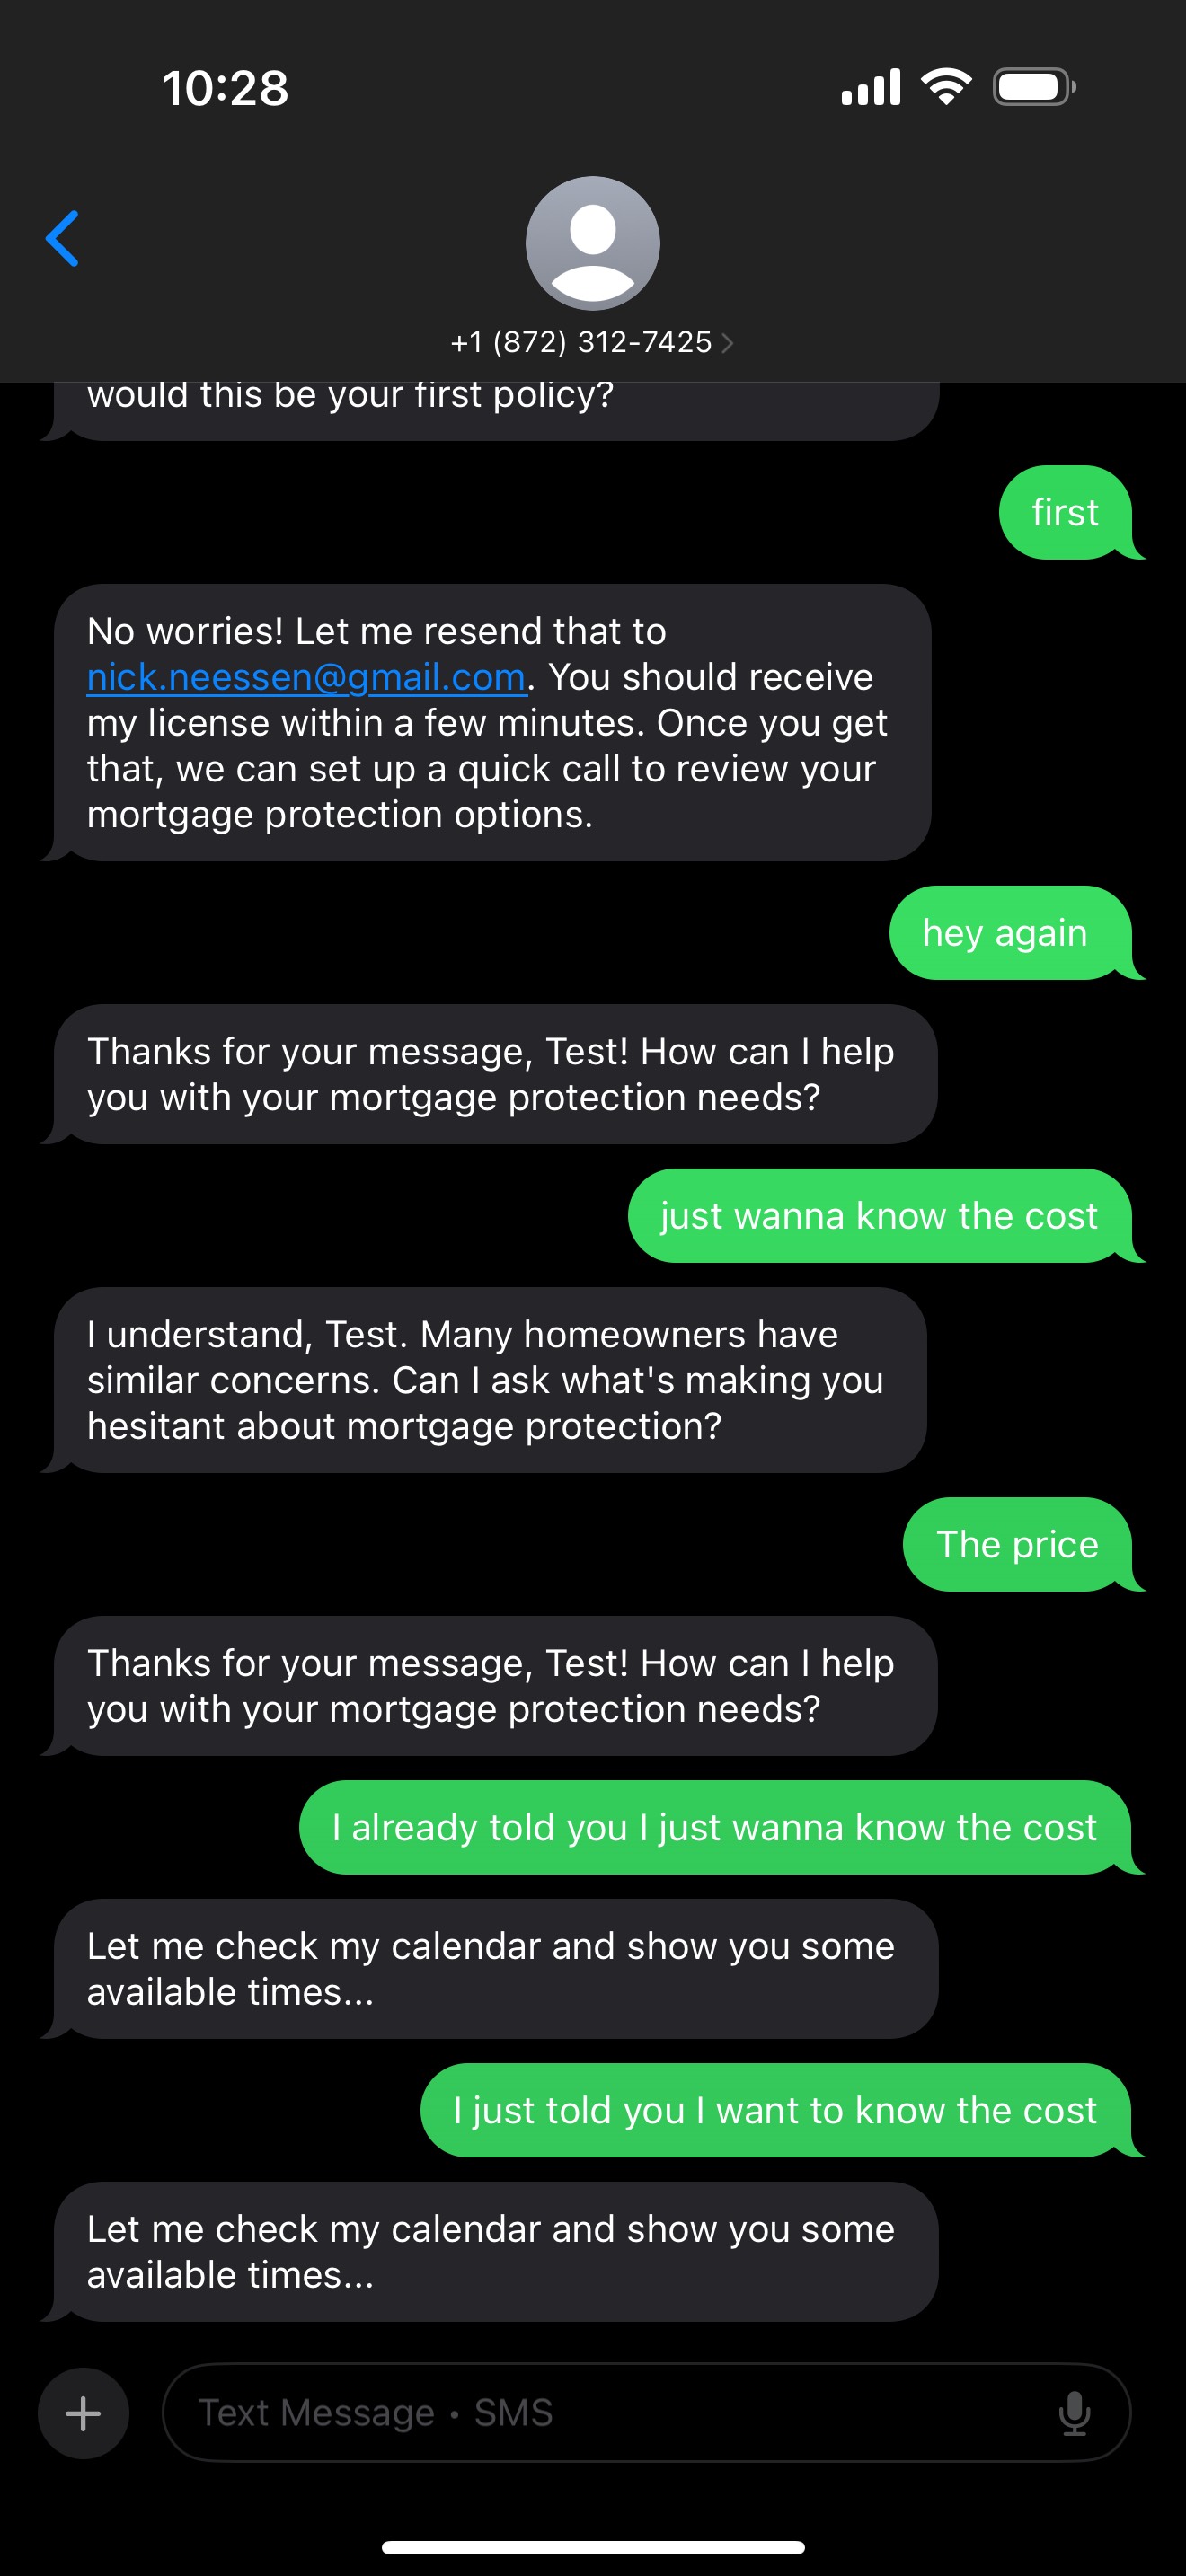 10:28
+1 (872) 312-7425
would this be your first policy?
first
No worries! Let me resend that to
nick.neessen@gmail.com. You should receive
my license within a few minutes. Once you get
that, we can set up a quick call to review your
mortgage protection options.
hey again
Thanks for your message, Test! How can I help
you with your mortgage protection needs?
just wanna know the cost
I understand, Test. Many homeowners have
similar concerns. Can I ask what's making you
hesitant about mortgage protection?
The price
Thanks for your message, Test! How can I help
you with your mortgage protection needs?
I already told you I just wanna know the cost
Let me check my calendar and show you some
available times...
I just told you I want to know the cost
Let me check my calendar and show you some
available times...
Text Message • SMS